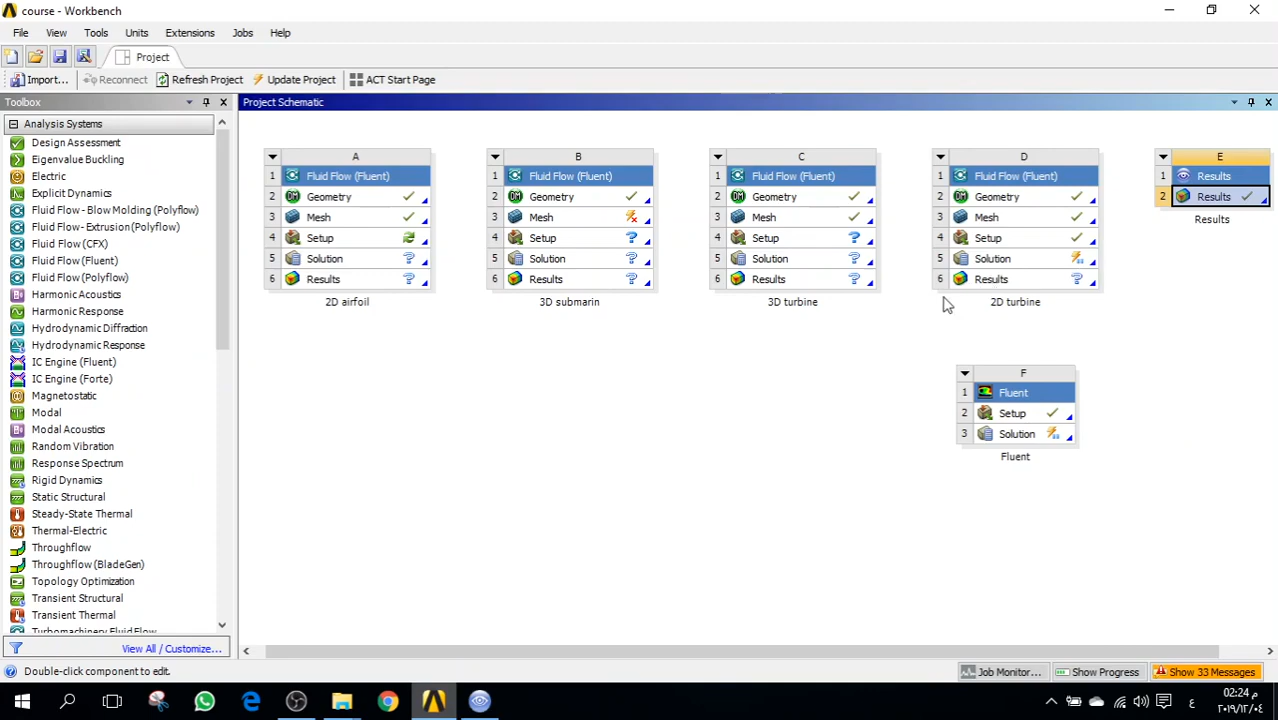 course - Workbench
File View Tools Units Extensions Jobs Help
Project
Import... Reconnect Refresh Project Update Project ACT Start Page
Toolbox
Analysis Systems
Design Assessment
Eigenvalue Buckling
Electric
Explicit Dynamics
Fluid Flow - Blow Molding (Polyflow)
Fluid Flow - Extrusion (Polyflow)
Fluid Flow (CFX)
Fluid Flow (Fluent)
Fluid Flow (Polyflow)
Harmonic Acoustics
Harmonic Response
Hydrodynamic Diffraction
Hydrodynamic Response
IC Engine (Fluent)
IC Engine (Forte)
Magnetostatic
Modal
Modal Acoustics
Random Vibration
Response Spectrum
Rigid Dynamics
Static Structural
Steady-State Thermal
Thermal-Electric
Throughflow
Throughflow (BladeGen)
Topology Optimization
Transient Structural
Transient Thermal
Turbomachinery Fluid Flow
View All / Customize...
Project Schematic
A
1 Fluid Flow (Fluent)
2 Geometry
3 Mesh
4 Setup
5 Solution
6 Results
2D airfoil
B
1 Fluid Flow (Fluent)
2 Geometry
3 Mesh
4 Setup
5 Solution
6 Results
3D submarin
C
1 Fluid Flow (Fluent)
2 Geometry
3 Mesh
4 Setup
5 Solution
6 Results
3D turbine
D
1 Fluid Flow (Fluent)
2 Geometry
3 Mesh
4 Setup
5 Solution
6 Results
2D turbine
E
1 Results
2 Results
Results
F
1 Fluent
2 Setup
3 Solution
Fluent
Double-click component to edit.
Job Monitor... Show Progress Show 33 Messages
ع
02:24 م
٢٠١٩/١٢/٠٤